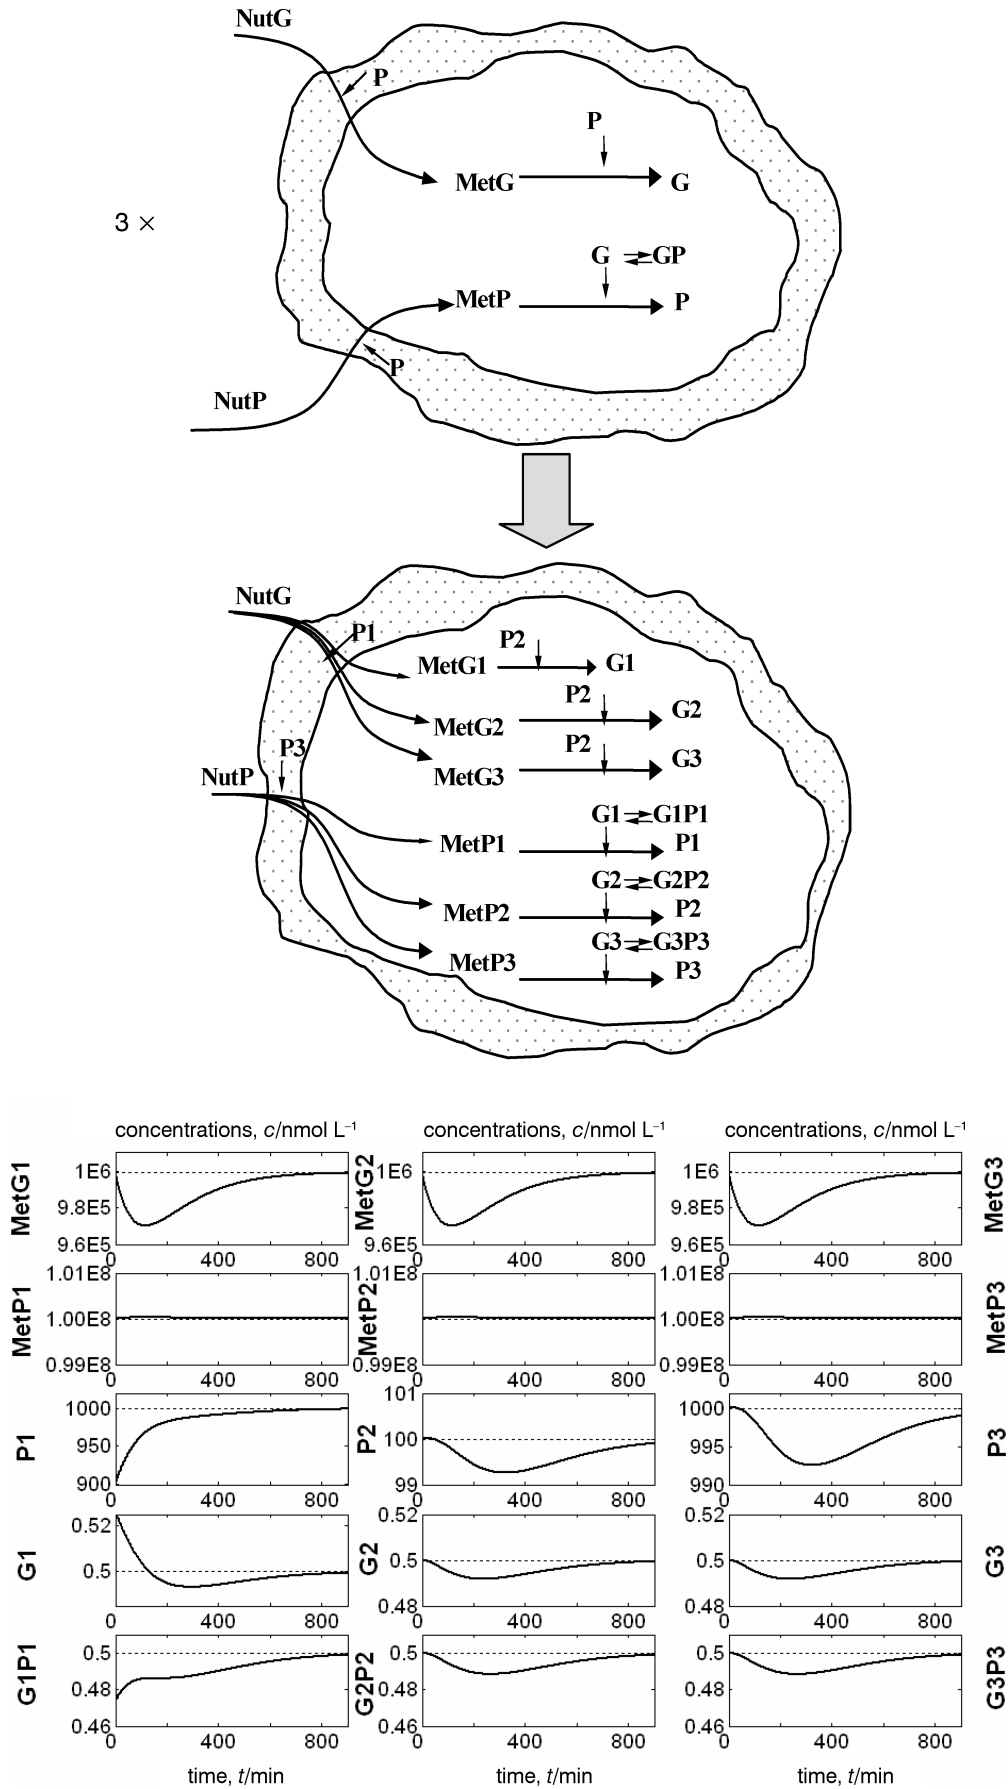 NutG
P
P
MetG
G
3 ×
G GP
MetP
P
P
NutP
NutG
P1
P2
MetG1
G1
P2
G2
MetG2
P2
G3
MetG3
P3
NutP
G1 G1P1
MetP1
P1
G2 G2P2
MetP2
P2
G3 G3P3
MetP3
P3
concentrations, c/nmol L⁻¹ concentrations, c/nmol L⁻¹ concentrations, c/nmol L⁻¹
MetG1
1E6
9.8E5
9.6E5
0 400 800
MetG2
1E6
9.8E5
9.6E5
0 400 800
MetG3
1E6
9.8E5
9.6E5
0 400 800
MetP1
1.01E8
1.00E8
0.99E8
0 400 800
MetP2
1.01E8
1.00E8
0.99E8
0 400 800
MetP3
1.01E8
1.00E8
0.99E8
0 400 800
P1
1000
950
900
0 400 800
P2
101
100
99
0 400 800
P3
1000
995
990
0 400 800
G1
0.52
0.5
0 400 800
G2
0.52
0.5
0.48
0 400 800
G3
0.52
0.5
0.48
0 400 800
G1P1
0.5
0.48
0.46
0 400 800
G2P2
0.5
0.48
0.46
0 400 800
G3P3
0.5
0.48
0.46
0 400 800
time, t/min time, t/min time, t/min